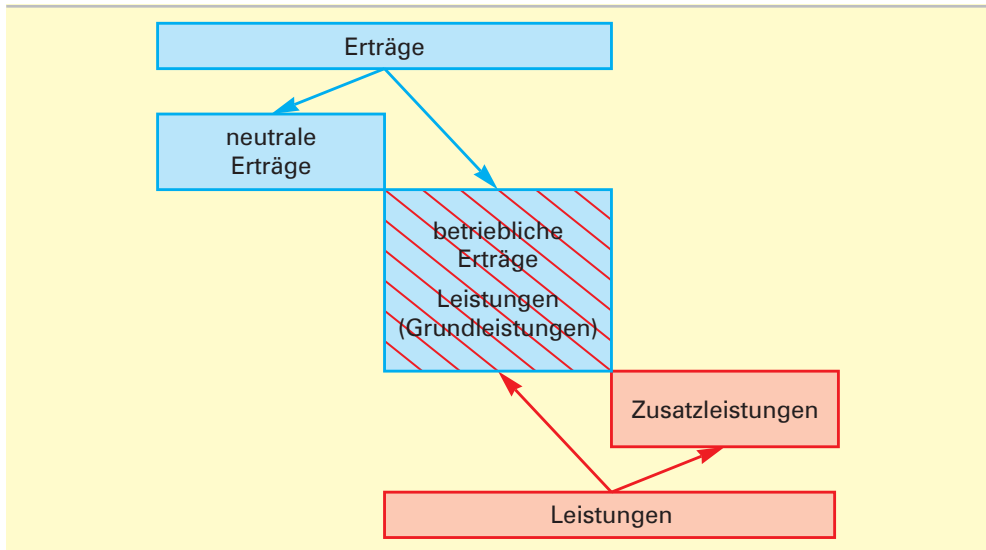 Erträge
neutrale
Erträge
betriebliche
Erträge
Leistungen
(Grundleistungen)
Zusatzleistungen
Leistungen